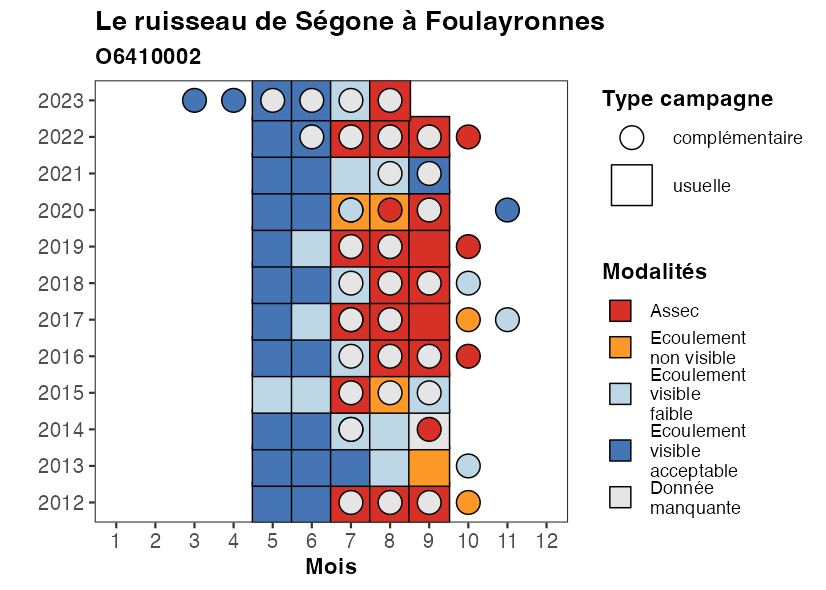 Le ruisseau de Ségone à Foulayronnes
O6410002
2023
2022
2021
2020
2019
2018
2017
2016
2015
2014
2013
2012
1 2 3 4 5 6 7 8 9 10 11 12
Mois
Type campagne
complémentaire
usuelle
Modalités
Assec
Ecoulement
non visible
Ecoulement
visible
faible
Ecoulement
visible
acceptable
Donnée
manquante